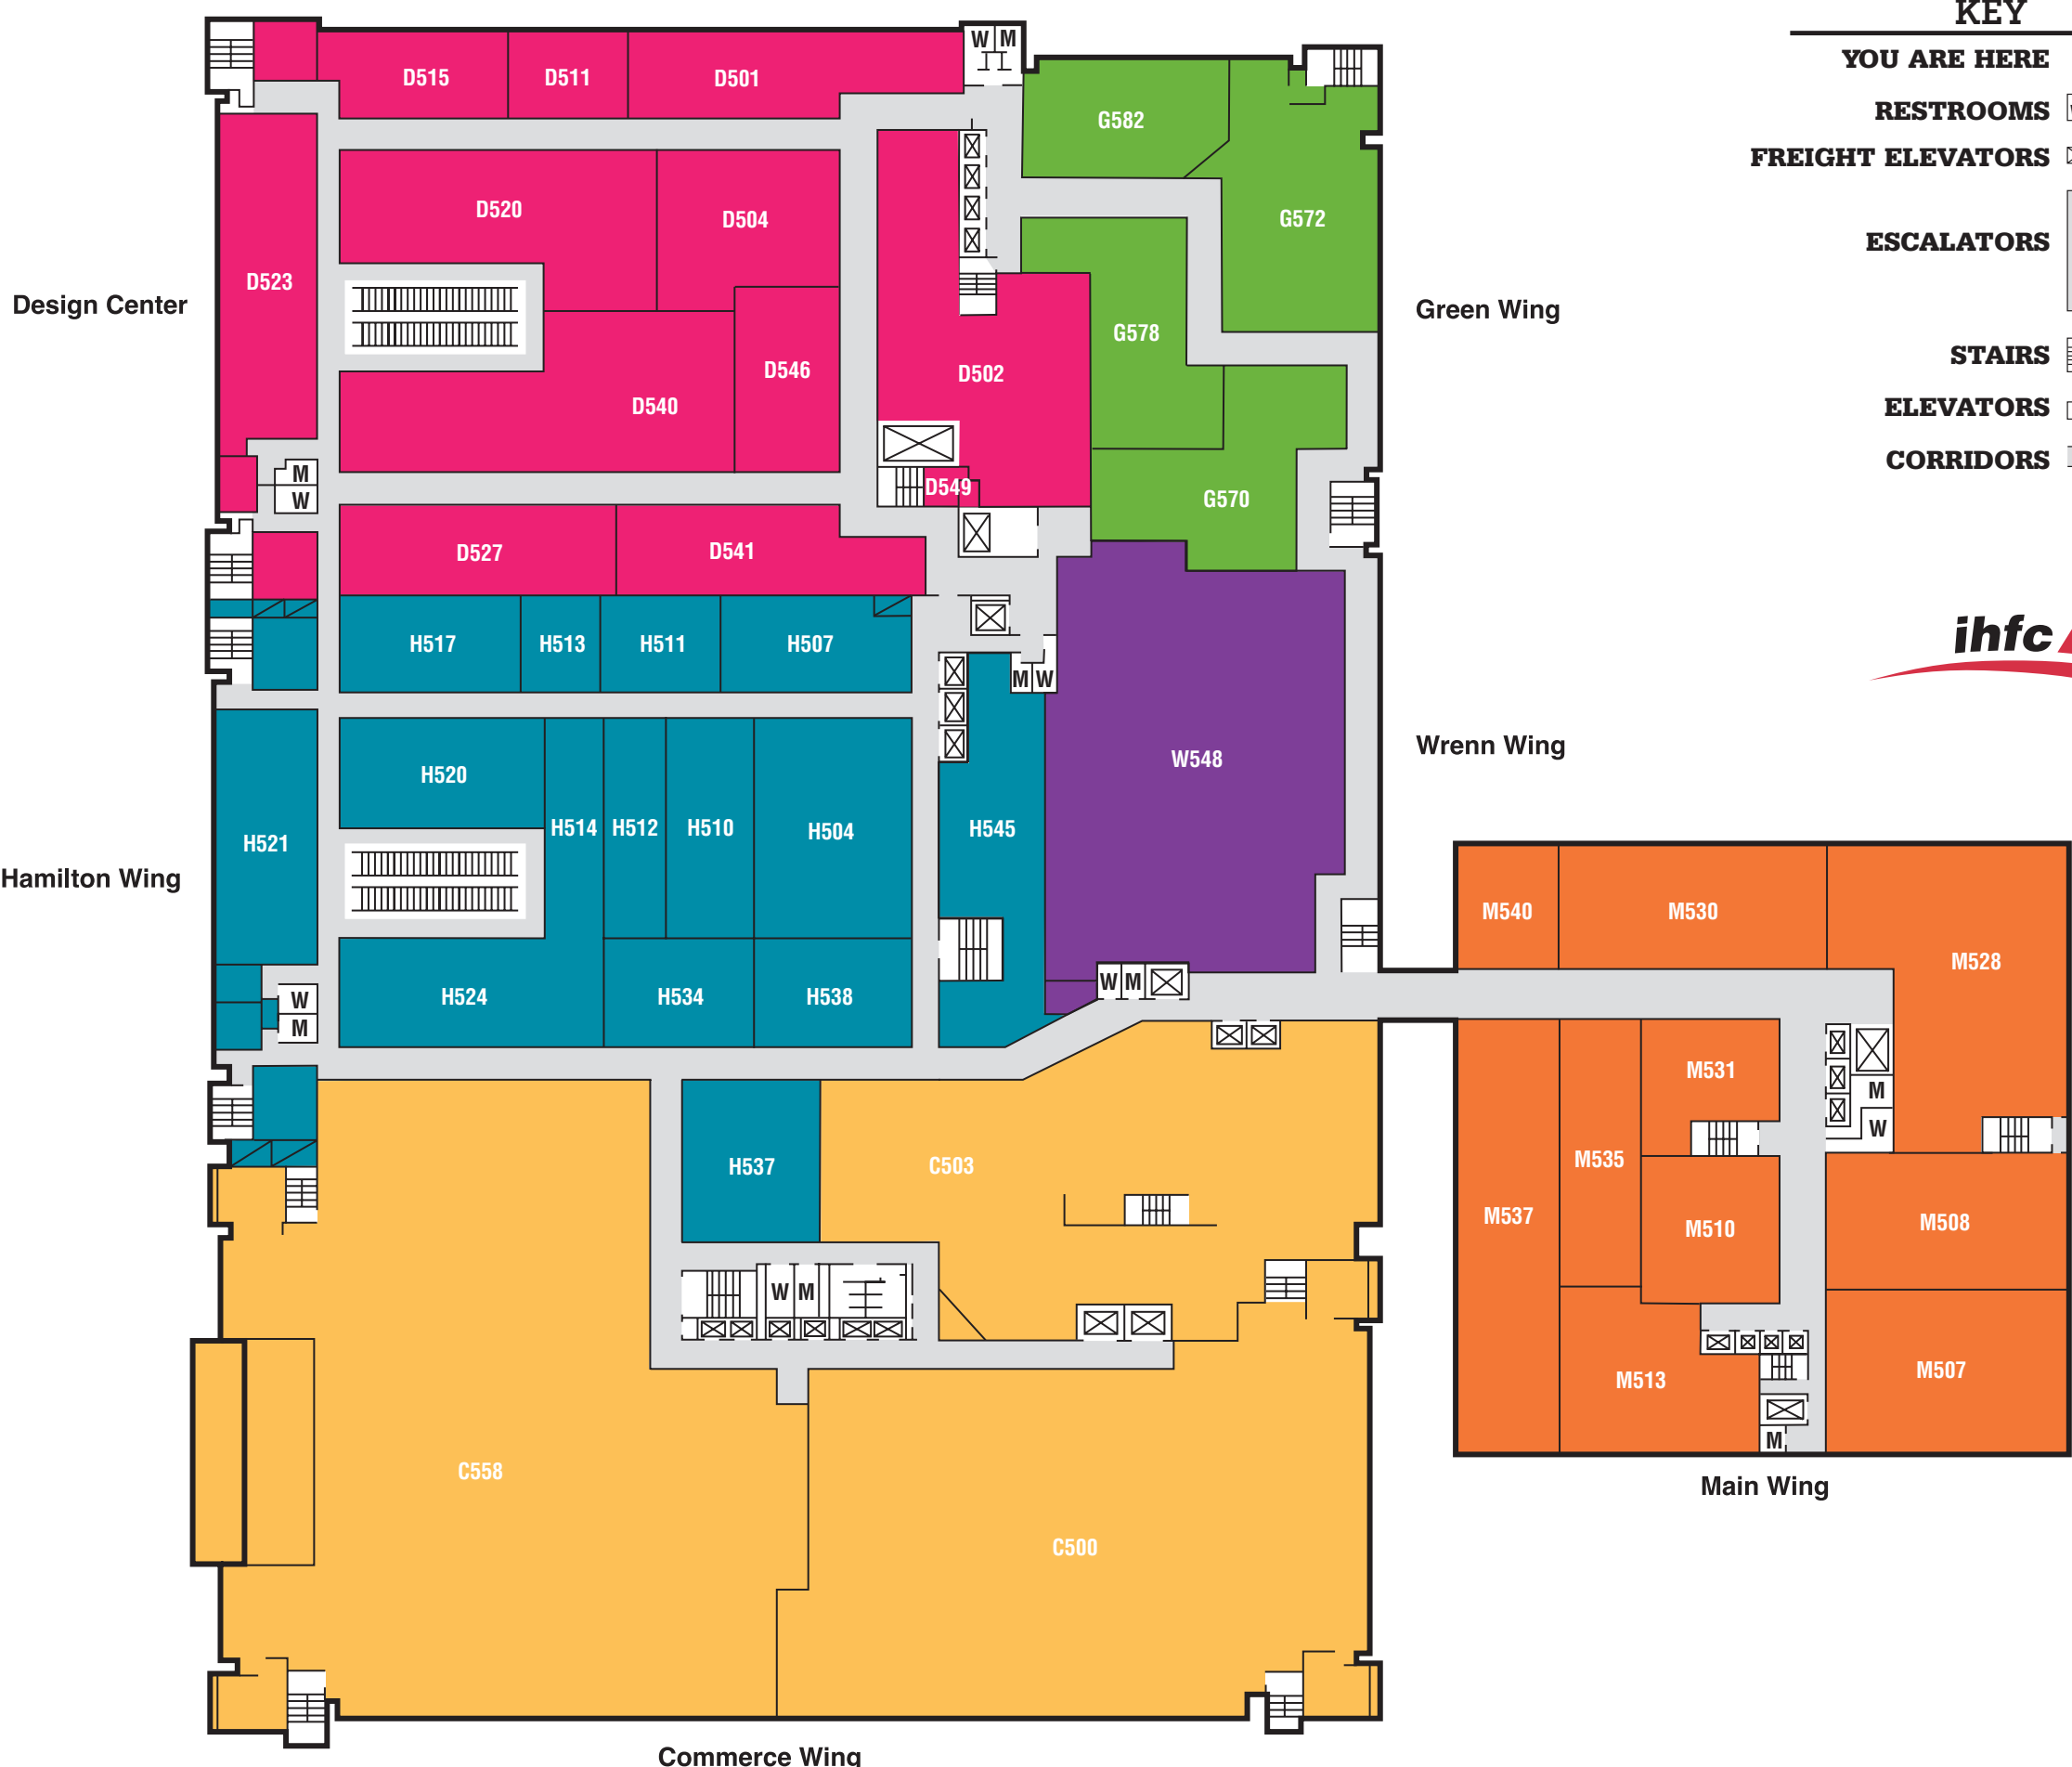 KEY
YOU ARE HERE
RESTROOMS
FREIGHT ELEVATORS
ESCALATORS
STAIRS
ELEVATORS
CORRIDORS
ihfc
Design Center
Green Wing
Hamilton Wing
Wrenn Wing
Main Wing
Commerce Wing
W M
D515 D511 D501
G582
D520 D504 G572
D523
G578
D546 D502
D540
M
W
D549 G570
D527 D541
H517 H513 H511 H507
M W
W548
H520
H514 H512 H510 H504 H545
H521
M540 M530
M528
W M
H524 H534 H538
W
M
M531
M
W
M535
H537 C503
M537 M510 M508
W M
M513 M507
M
C558
C500